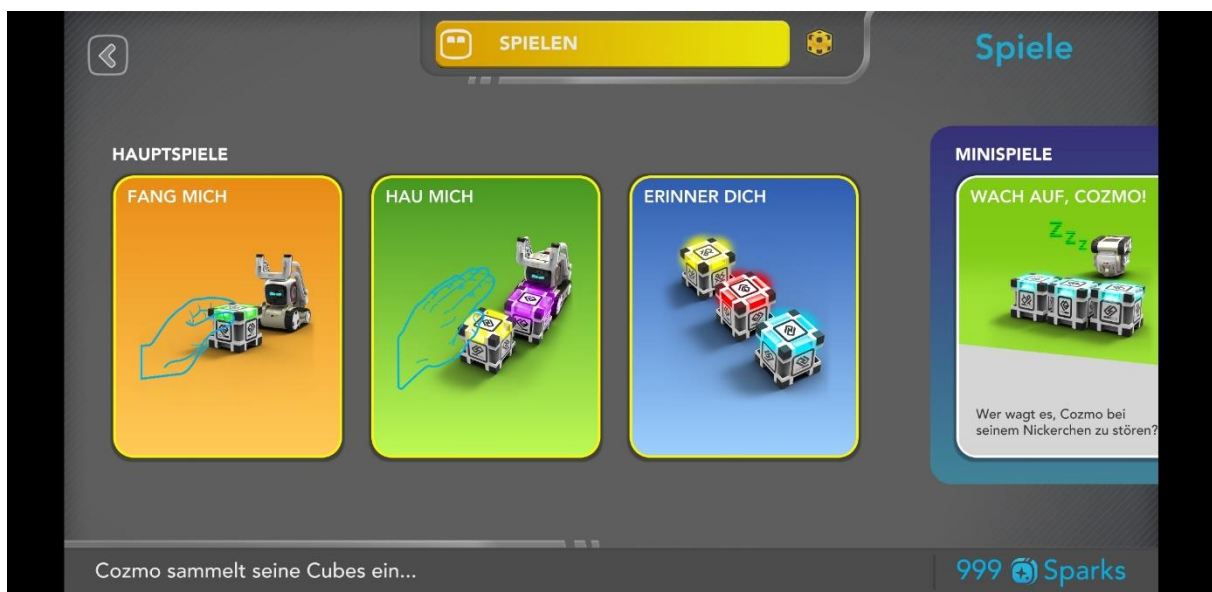 SPIELEN
Spiele
HAUPTSPIELE
FANG MICH
HAU MICH
ERINNER DICH
MINISPIELE
WACH AUF, COZMO!
Z Z Z
Wer wagt es, Cozmo bei
seinem Nickerchen zu stören?
Cozmo sammelt seine Cubes ein...
999 Sparks